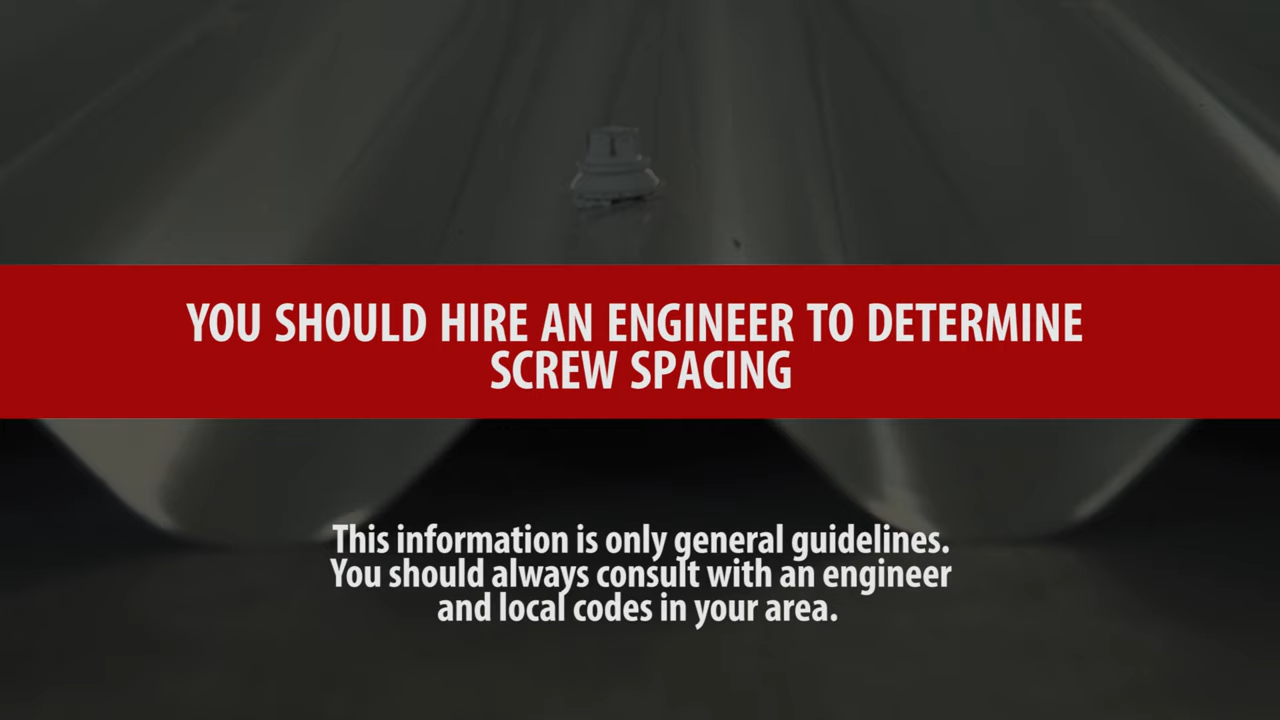 YOU SHOULD HIRE AN ENGINEER TO DETERMINE
SCREW SPACING
This information is only general guidelines.
You should always consult with an engineer
and local codes in your area.